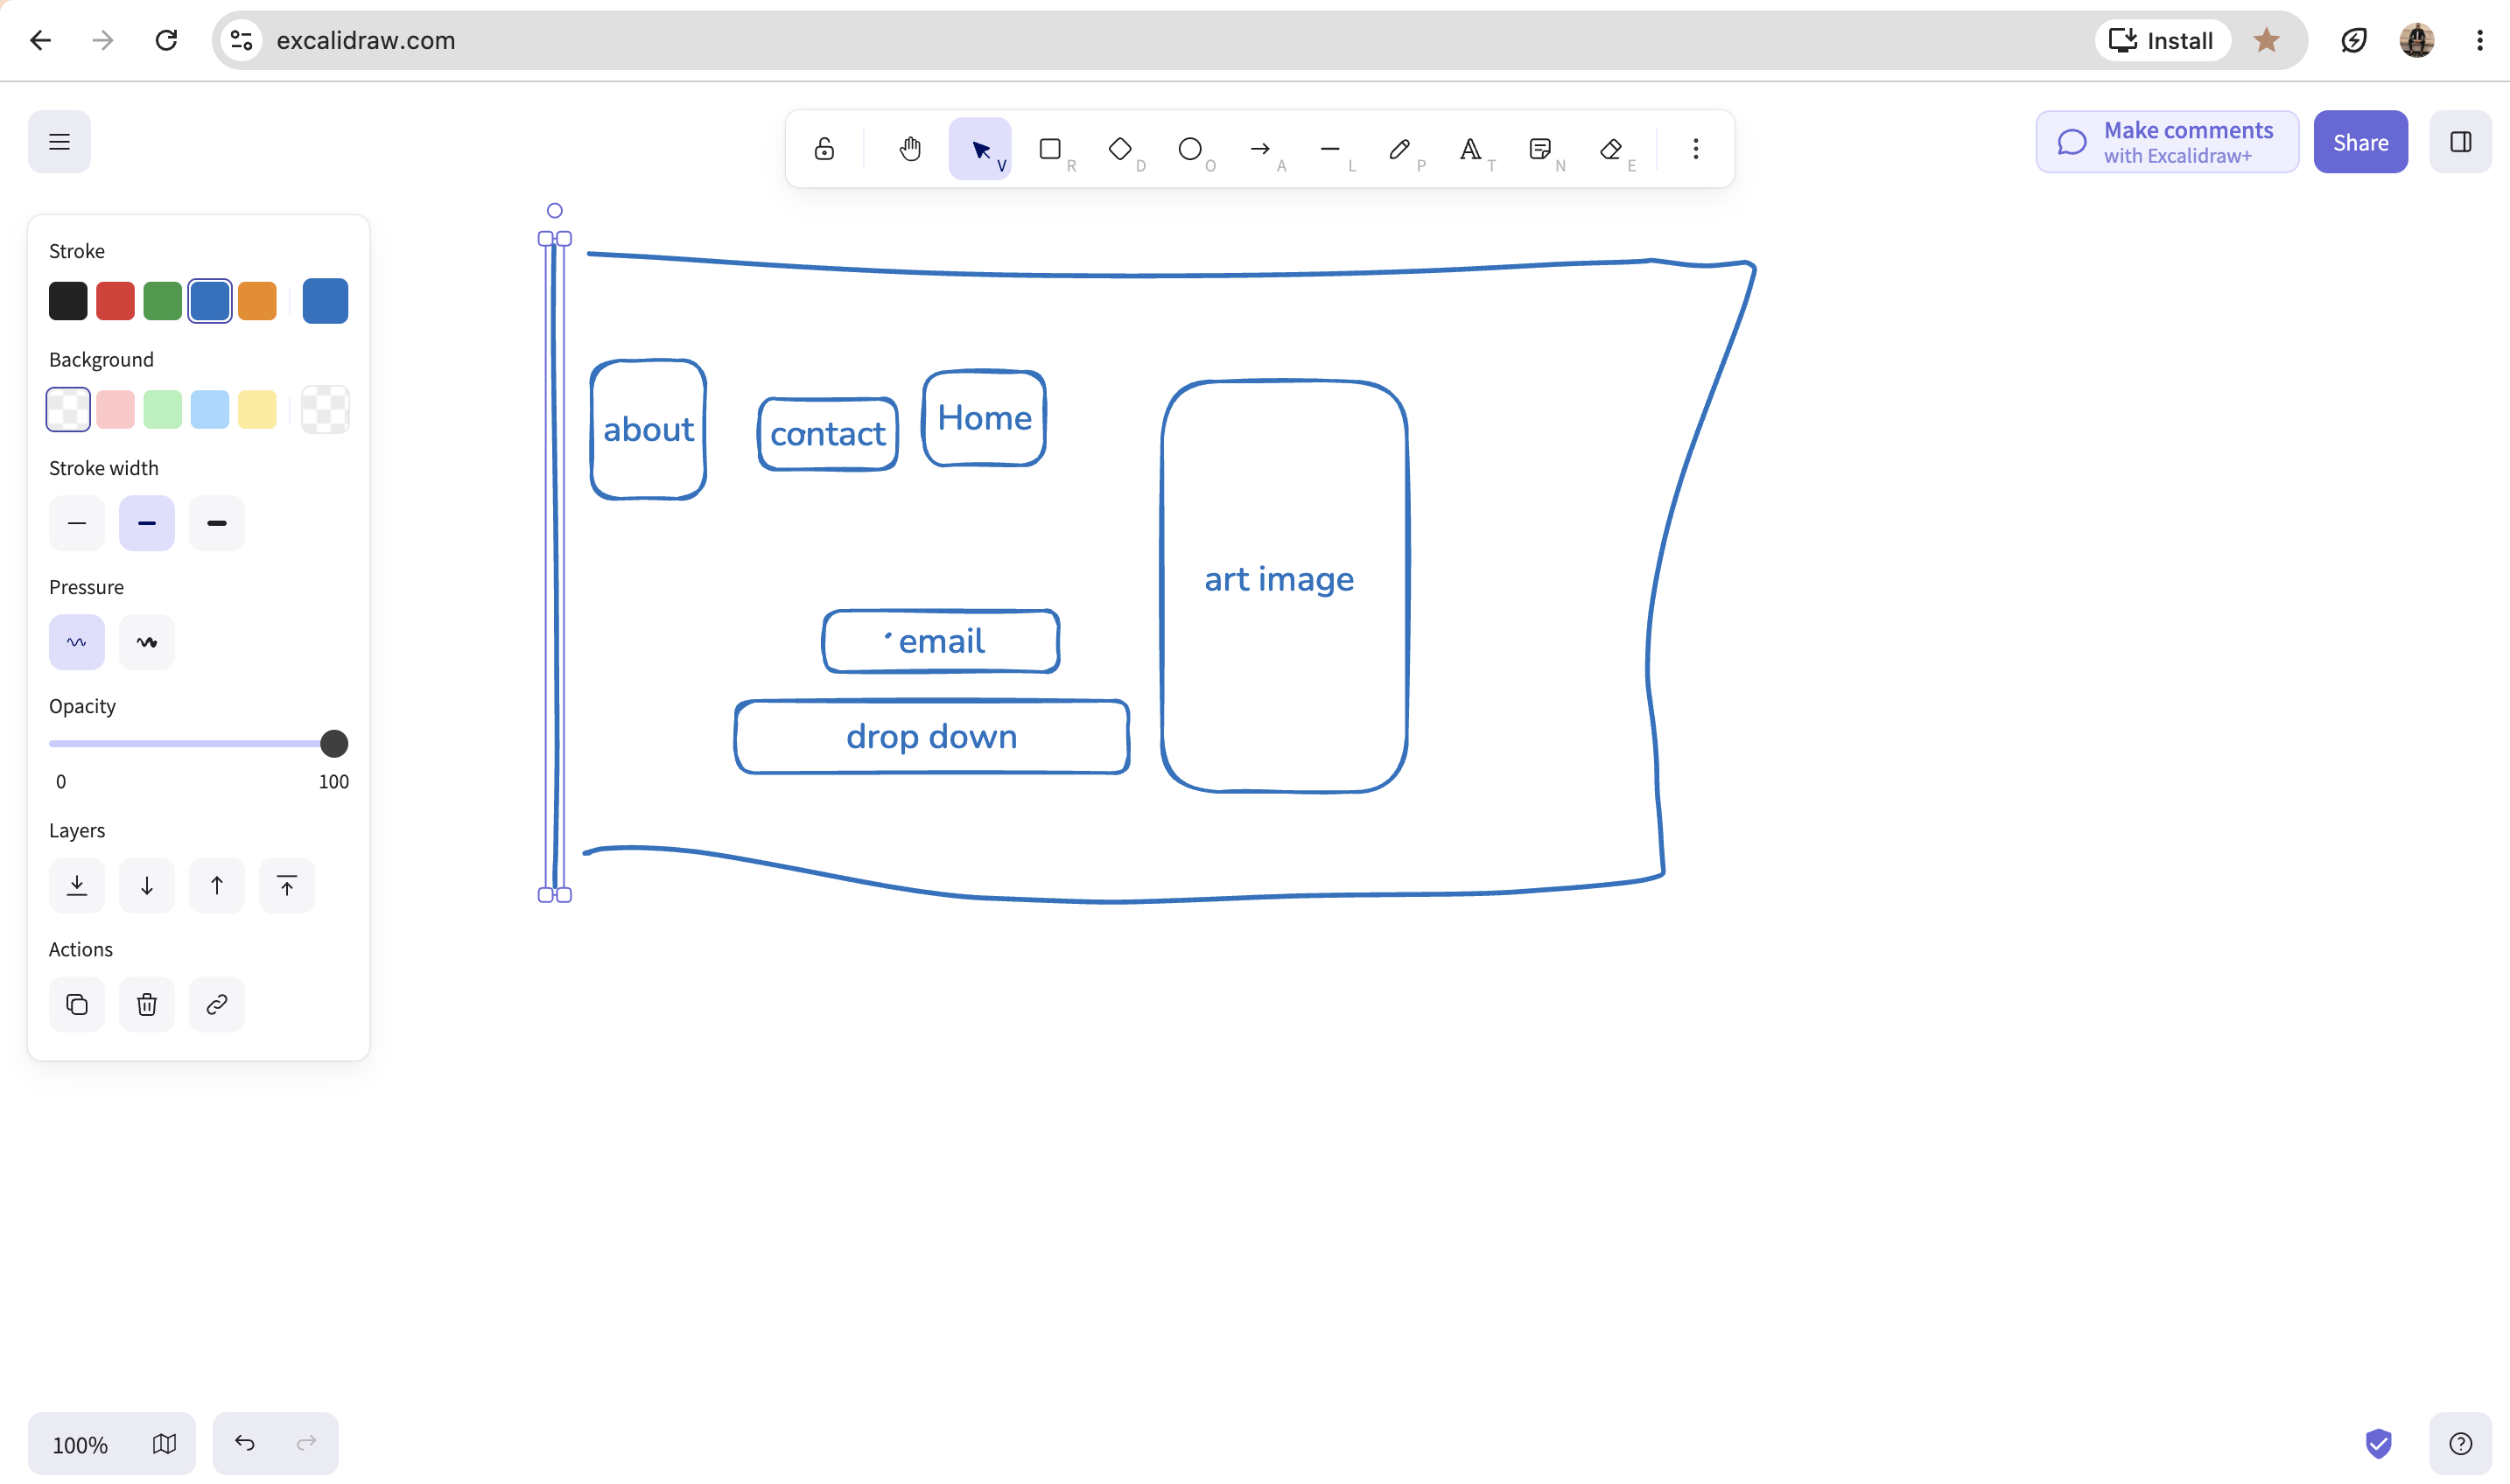 excalidraw.com
Install
V
R
D
O
A
L
P
T
N
E
Make comments
with Excalidraw+
Share
Stroke
Background
Stroke width
Pressure
Opacity
0
100
Layers
Actions
about
contact
Home
art image
email
drop down
100%